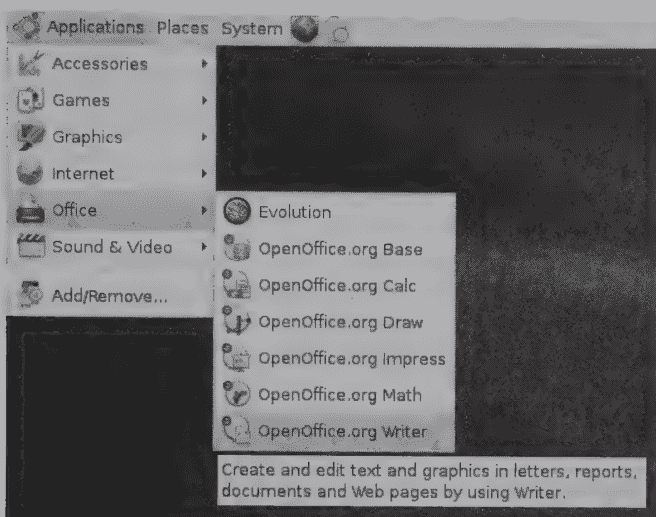 Applications Places System
Accessories
Games
Graphics
Internet
Office
Sound & Video
Add/Remove...
Evolution
OpenOffice.org Base
OpenOffice.org Calc
OpenOffice.org Draw
OpenOffice.org Impress
OpenOffice.org Math
OpenOffice.org Writer
Create and edit text and graphics in letters, reports,
documents and Web pages by using Writer.